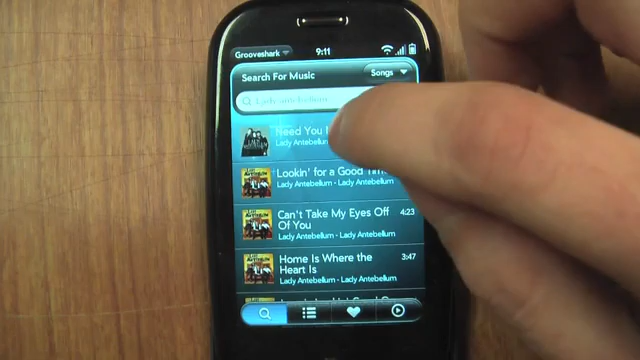 Grooveshark 9:11
Search For Music Songs
Lady antebellum
Need You
Lady Antebellum
Lookin' for a Good Time
Lady Antebellum - Lady Antebellum
Can't Take My Eyes Off Of You 4:23
Lady Antebellum - Lady Antebellum
Home Is Where the Heart Is 3:47
Lady Antebellum - Lady Antebellum